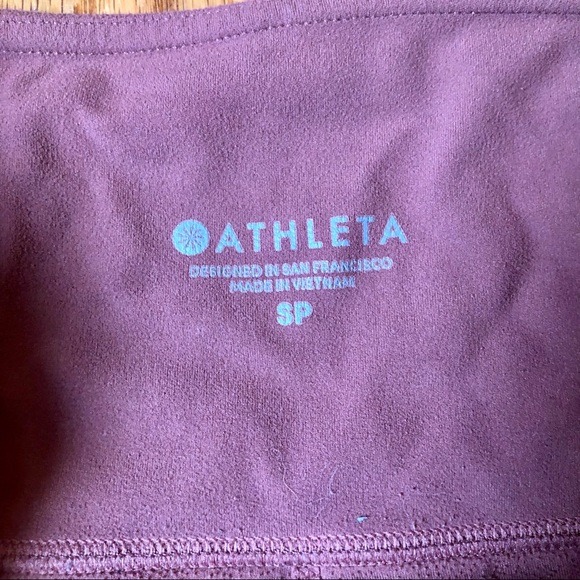 ATHLETA
DESIGNED IN SAN FRANCISCO
MADE IN VIETNAM
SP